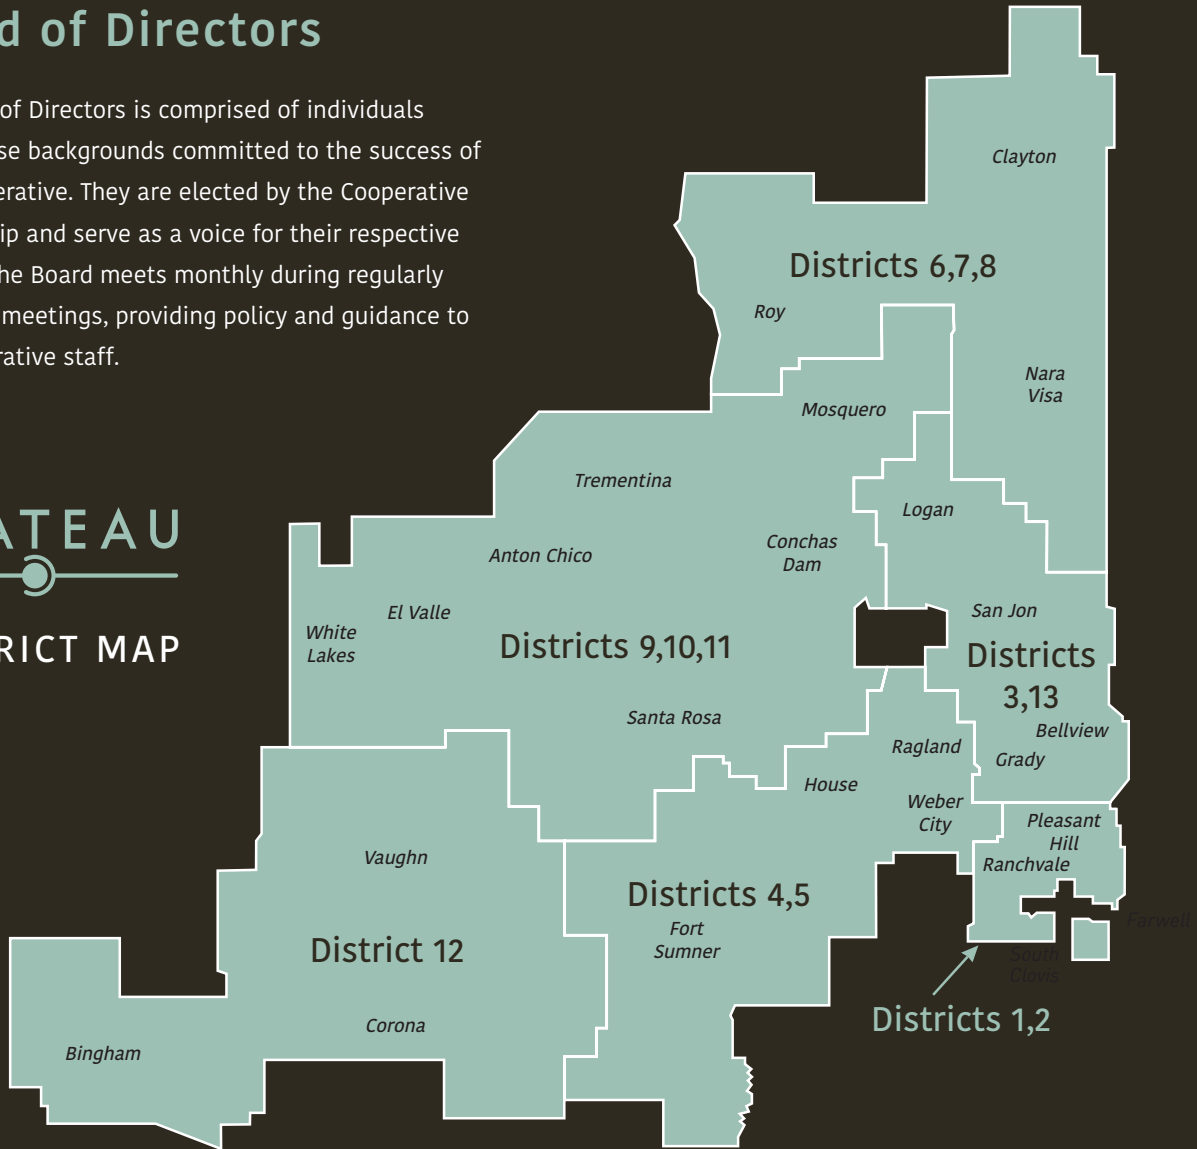 d of Directors
of Directors is comprised of individuals
se backgrounds committed to the success of
erative. They are elected by the Cooperative
ip and serve as a voice for their respective
he Board meets monthly during regularly
meetings, providing policy and guidance to
rative staff.
ATEAU
RICT MAP
Clayton
Districts 6,7,8
Roy
Nara
Visa
Mosquero
Trementina
Logan
Conchas
Dam
Anton Chico
El Valle
White
Lakes
Districts 9,10,11
Santa Rosa
San Jon
Districts
3,13
Bellview
Grady
Ragland
House
Weber
City
Pleasant
Hill
Ranchvale
Farwell
South
Clovis
Districts 1,2
Vaughn
Districts 4,5
Fort
Sumner
District 12
Corona
Bingham